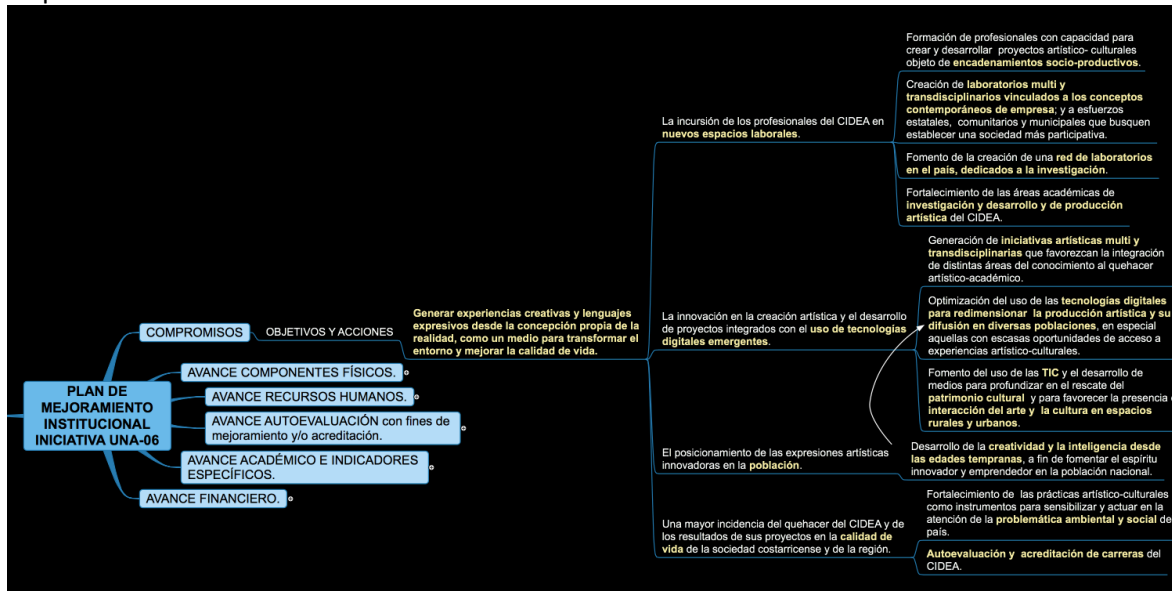 PLAN DE
MEJORAMIENTO
INSTITUCIONAL
INICIATIVA UNA-06
COMPROMISOS
OBJETIVOS Y ACCIONES
Generar experiencias creativas y lenguajes
expresivos desde la concepción propia de la
realidad, como un medio para transformar el
entorno y mejorar la calidad de vida.
La incursión de los profesionales del CIDEA en
nuevos espacios laborales.
Formación de profesionales con capacidad para
crear y desarrollar proyectos artístico- culturales
objeto de encadenamientos socio-productivos.
Creación de laboratorios multi y
transdisciplinarios vinculados a los conceptos
contemporáneos de empresa; y a esfuerzos
estatales, comunitarios y municipales que busquen
establecer una sociedad más participativa.
Fomento de la creación de una red de laboratorios
en el país, dedicados a la investigación.
Fortalecimiento de las áreas académicas de
investigación y desarrollo y de producción
artística del CIDEA.
La innovación en la creación artística y el desarrollo
de proyectos integrados con el uso de tecnologías
digitales emergentes.
Generación de iniciativas artísticas multi y
transdisciplinarias que favorezcan la integración
de distintas áreas del conocimiento al quehacer
artístico-académico.
Optimización del uso de las tecnologías digitales
para redimensionar la producción artística y su
difusión en diversas poblaciones, en especial
aquellas con escasas oportunidades de acceso a
experiencias artístico-culturales.
Fomento del uso de las TIC y el desarrollo de
medios para profundizar en el rescate del
patrimonio cultural y para favorecer la presencia
interacción del arte y la cultura en espacios
rurales y urbanos.
El posicionamiento de las expresiones artísticas
innovadoras en la población.
Desarrollo de la creatividad y la inteligencia desde
las edades tempranas, a fin de fomentar el espíritu
innovador y emprendedor en la población nacional.
Una mayor incidencia del quehacer del CIDEA y de
los resultados de sus proyectos en la calidad de
vida de la sociedad costarricense y de la región.
Fortalecimiento de las prácticas artístico-culturales
como instrumentos para sensibilizar y actuar en la
atención de la problemática ambiental y social de
país.
Autoevaluación y acreditación de carreras del
CIDEA.
AVANCE COMPONENTES FÍSICOS.
AVANCE RECURSOS HUMANOS.
AVANCE AUTOEVALUACIÓN con fines de
mejoramiento y/o acreditación.
AVANCE ACADÉMICO E INDICADORES
ESPECÍFICOS.
AVANCE FINANCIERO.